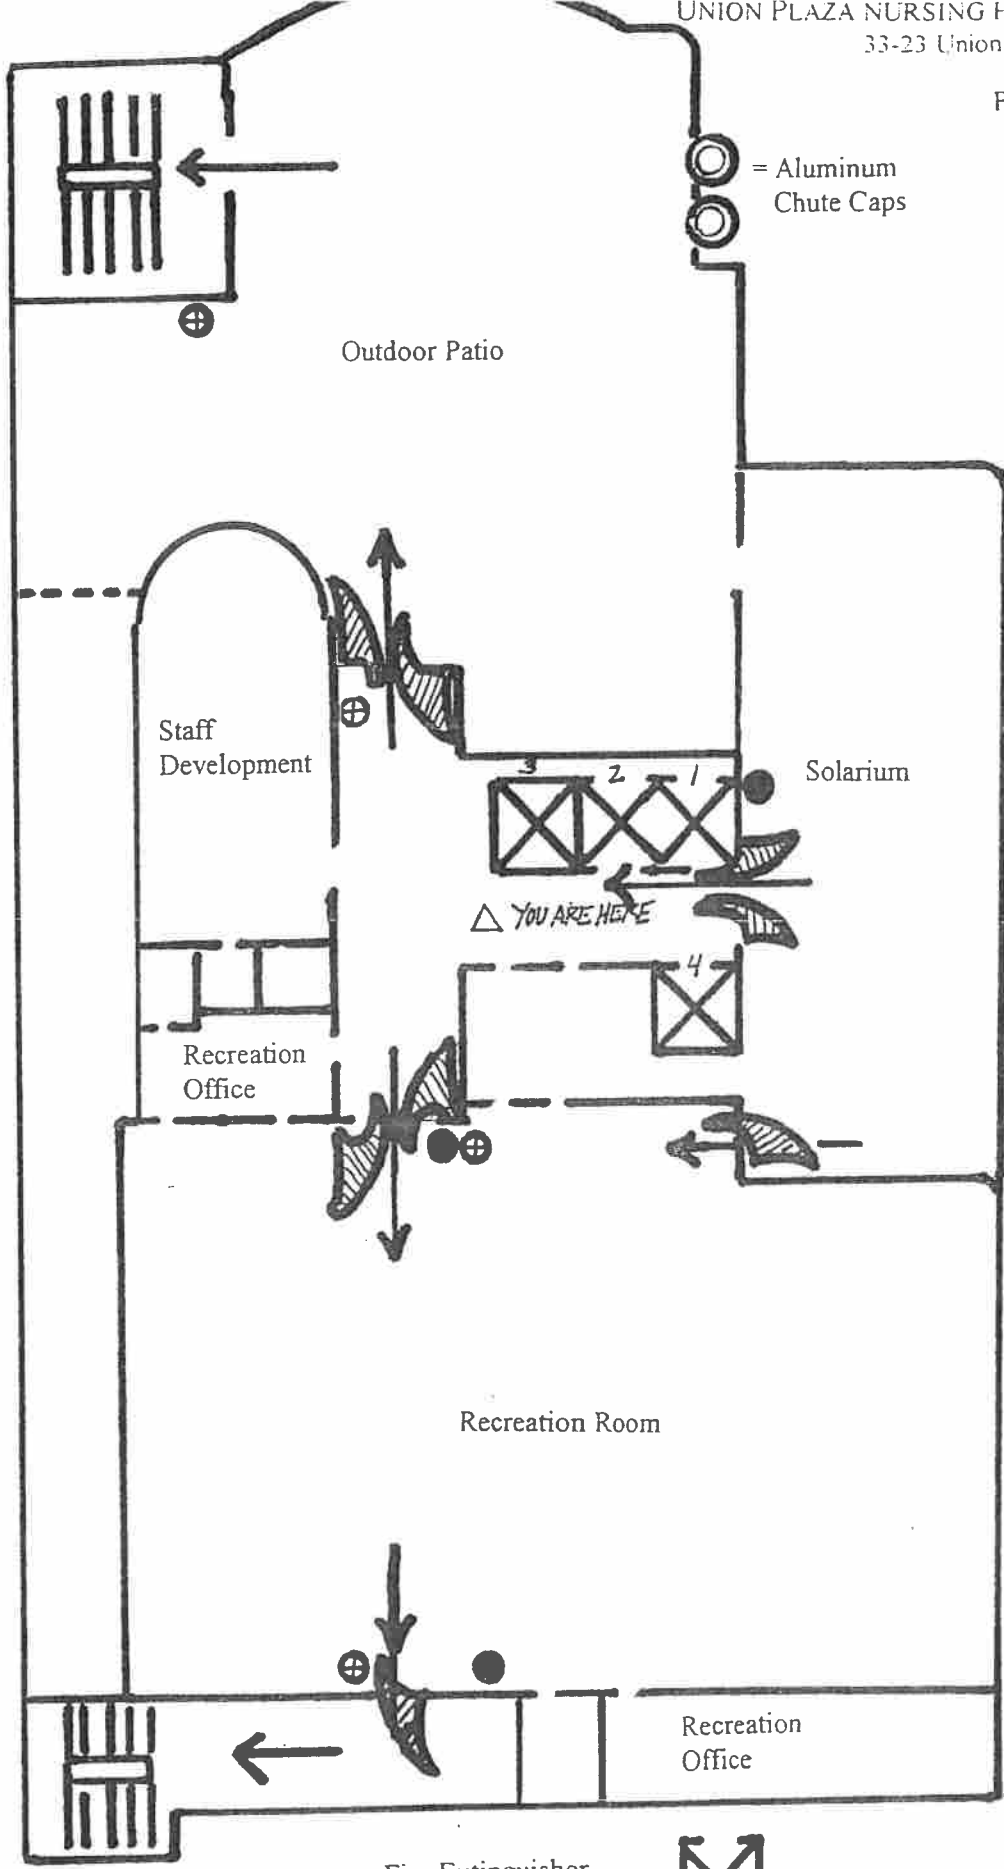 UNION PLAZA NURSING
33-23 Union
= Aluminum
Chute Caps
Outdoor Patio
Staff
Development
3 2 1
Solarium
△ YOU ARE HERE
4
Recreation
Office
Recreation Room
Recreation
Office